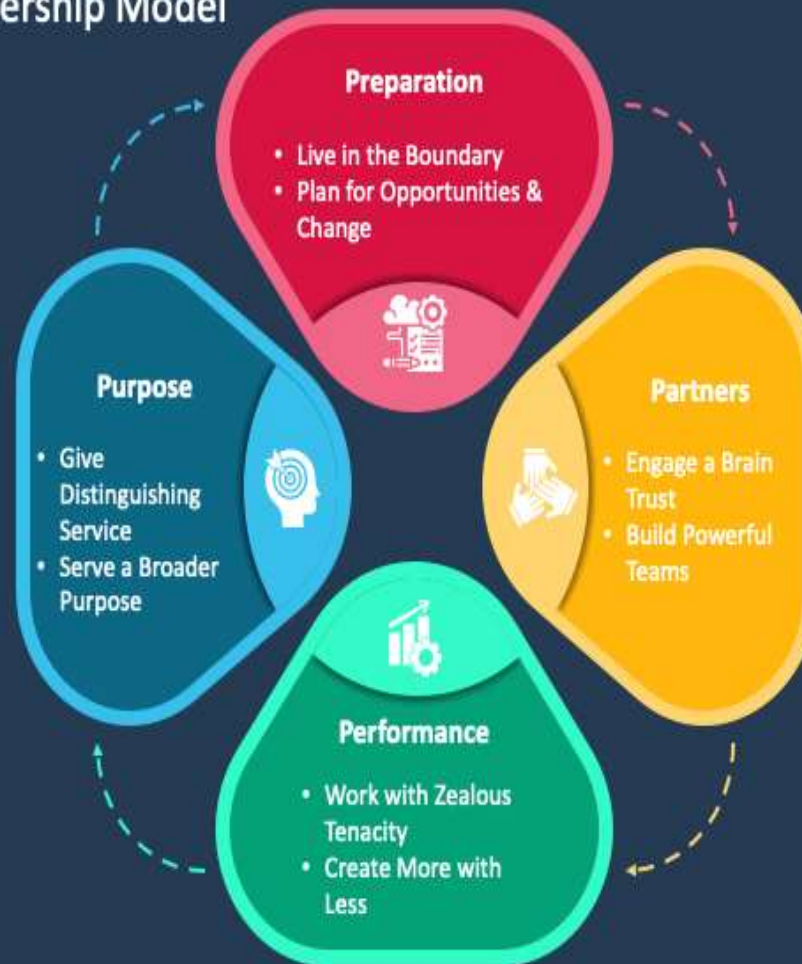 ership Model
Preparation
• Live in the Boundary
• Plan for Opportunities &
Change
Purpose
• Give
Distinguishing
Service
• Serve a Broader
Purpose
Partners
• Engage a Brain
Trust
• Build Powerful
Teams
Performance
• Work with Zealous
Tenacity
• Create More with
Less